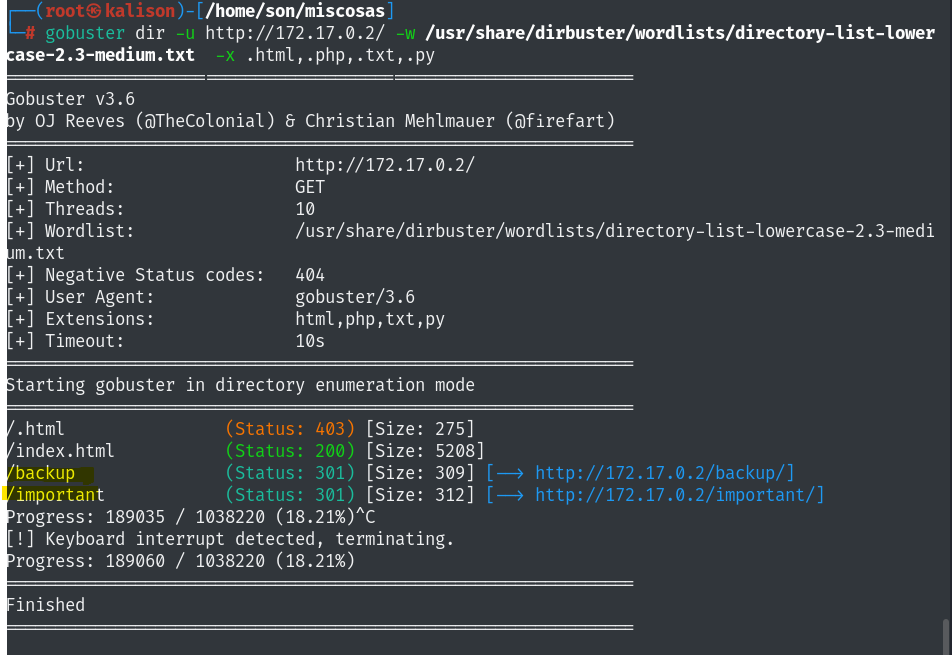 ┌──(root㉿kalison)-[/home/son/miscosas]
└─# gobuster dir -u http://172.17.0.2/ -w /usr/share/dirbuster/wordlists/directory-list-lower
case-2.3-medium.txt  -x .html,.php,.txt,.py
===============================================================
Gobuster v3.6
by OJ Reeves (@TheColonial) & Christian Mehlmauer (@firefart)
===============================================================
[+] Url:                     http://172.17.0.2/
[+] Method:                  GET
[+] Threads:                 10
[+] Wordlist:                /usr/share/dirbuster/wordlists/directory-list-lowercase-2.3-medi
um.txt
[+] Negative Status codes:   404
[+] User Agent:              gobuster/3.6
[+] Extensions:              html,php,txt,py
[+] Timeout:                 10s
===============================================================
Starting gobuster in directory enumeration mode
===============================================================
/.html                (Status: 403) [Size: 275]
/index.html           (Status: 200) [Size: 5208]
/backup               (Status: 301) [Size: 309] [--> http://172.17.0.2/backup/]
/important            (Status: 301) [Size: 312] [--> http://172.17.0.2/important/]
Progress: 189035 / 1038220 (18.21%)^C
[!] Keyboard interrupt detected, terminating.
Progress: 189060 / 1038220 (18.21%)
===============================================================
Finished
===============================================================